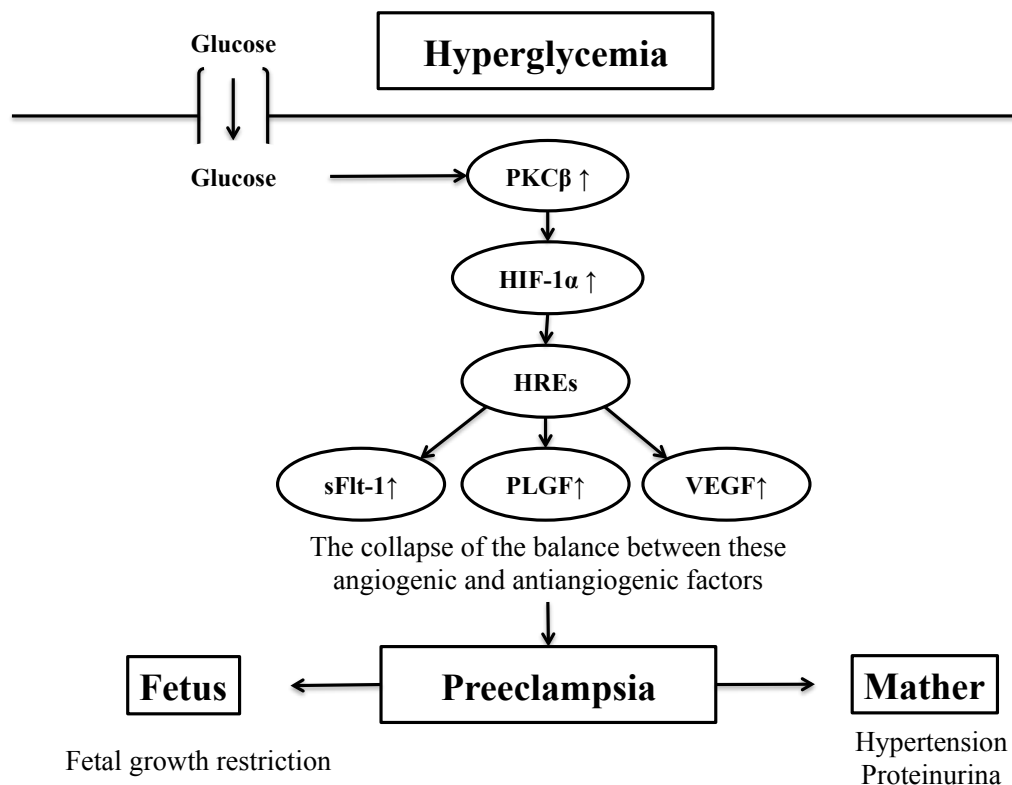 Glucose
Hyperglycemia
Glucose
PKCβ ↑
HIF-1α ↑
HREs
sFlt-1↑
PLGF↑
VEGF↑
The collapse of the balance between these
angiogenic and antiangiogenic factors
Fetus
Preeclampsia
Mather
Fetal growth restriction
Hypertension
Proteinurina